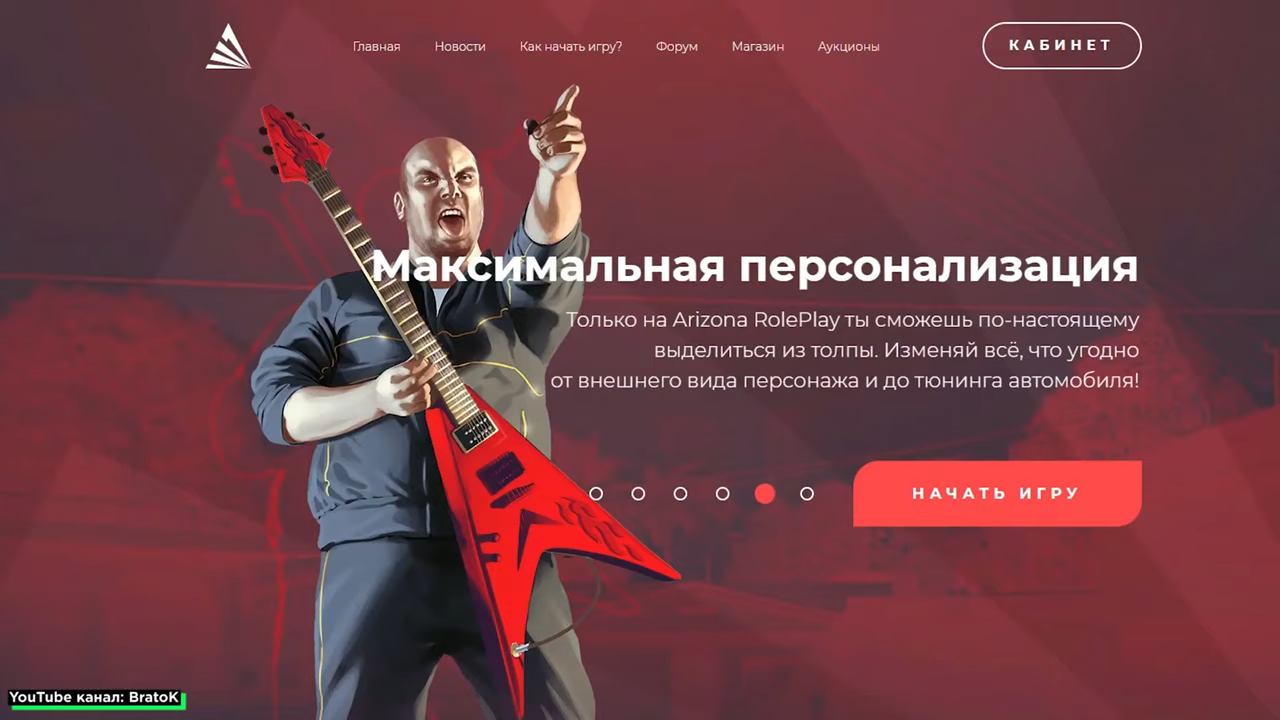 Главная
Новости
Как начать игру?
Форум
Магазин
Аукционы
КАБИНЕТ
Максимальная персонализация
Только на Arizona RolePlay ты сможешь по-настоящему
выделиться из толпы. Изменяй всё, что угодно
от внешнего вида персонажа и до тюнинга автомобиля!
НАЧАТЬ ИГРУ
YouTube канал: BratoK